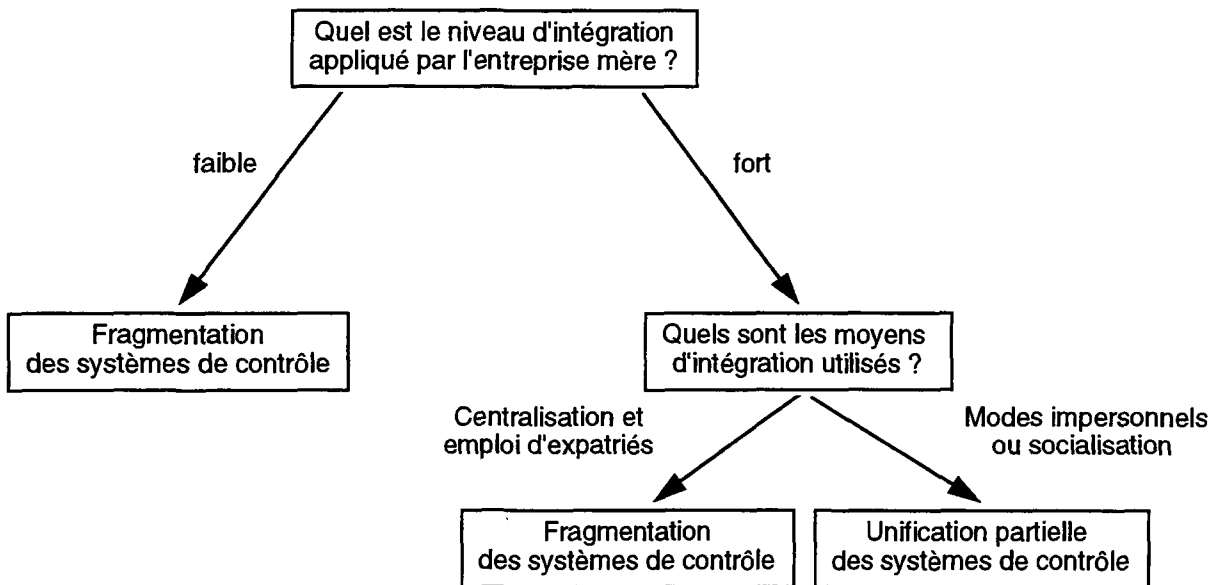 Quel est le niveau d'intégration
appliqué par l'entreprise mère ?
faible
fort
Fragmentation
des systèmes de contrôle
Quels sont les moyens
d'intégration utilisés ?
Centralisation et
emploi d'expatriés
Modes impersonnels
ou socialisation
Fragmentation
des systèmes de contrôle
Unification partielle
des systèmes de contrôle